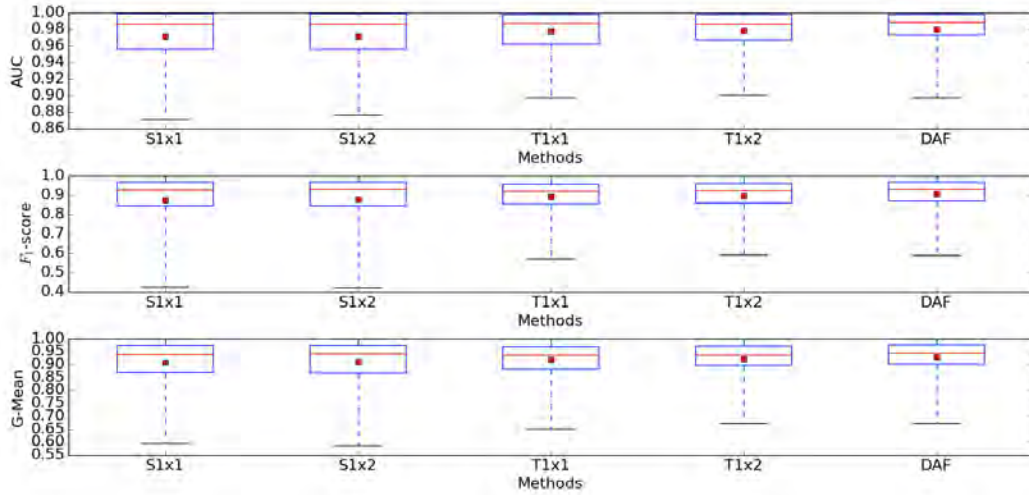 1.00
0.98
0.96
0.94
0.92
0.90
0.88
0.86
AUC
S1x1 S1x2 T1x1 T1x2 DAF
Methods
1.0
0.9
0.8
0.7
0.6
0.5
0.4
F1-score
S1x1 S1x2 T1x1 T1x2 DAF
Methods
1.00
0.95
0.90
0.85
0.80
0.75
0.70
0.65
0.60
0.55
G-Mean
S1x1 S1x2 T1x1 T1x2 DAF
Methods